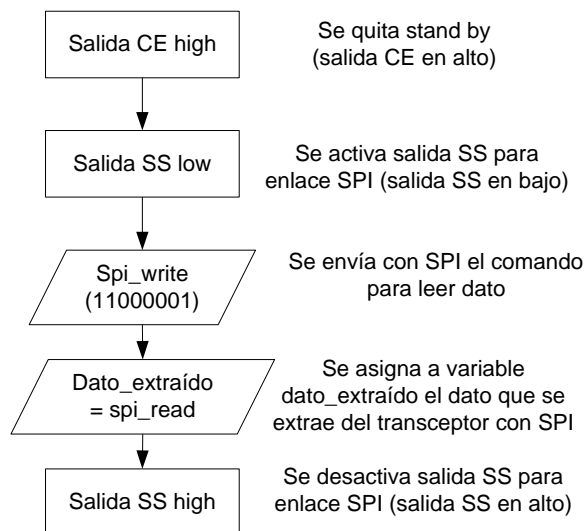 Salida CE high
Se quita stand by
(salida CE en alto)
Salida SS low
Se activa salida SS para
enlace SPI (salida SS en bajo)
Spi_write
(11000001)
Se envía con SPI el comando
para leer dato
Dato_extraído
= spi_read
Se asigna a variable
dato_extraído el dato que se
extrae del transceptor con SPI
Salida SS high
Se desactiva salida SS para
enlace SPI (salida SS en alto)